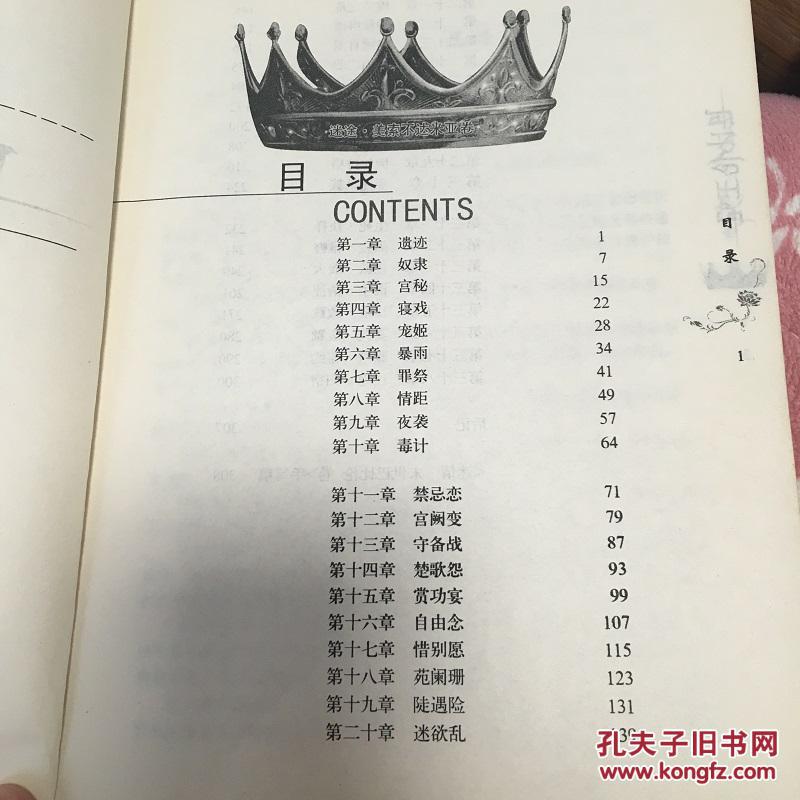 迷途·美索不达米亚卷
目 录
CONTENTS
第一章 遗迹 1
第二章 奴隶 7
第三章 宫秘 15
第四章 寝戏 22
第五章 宠姬 28
第六章 暴雨 34
第七章 罪祭 41
第八章 情距 49
第九章 夜袭 57
第十章 毒计 64
第十一章 禁忌恋 71
第十二章 宫阙变 79
第十三章 守备战 87
第十四章 楚歌怨 93
第十五章 赏功宴 99
第十六章 自由念 107
第十七章 惜别愿 115
第十八章 苑阑珊 123
第十九章 陡遇险 131
第二十章 迷欲乱 139
目录
1
孔夫子旧书网
www.kongfz.com